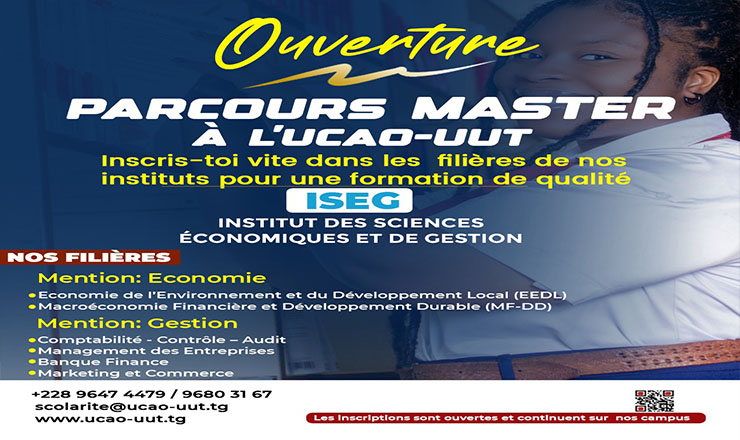 Ouverture
PARCOURS MASTER
À L'UCAO-UUT
Inscris-toi vite dans les filières de nos
instituts pour une formation de qualité
ISEG
INSTITUT DES SCIENCES
ÉCONOMIQUES ET DE GESTION
NOS FILIÈRES
Mention: Economie
•Economie de l'Environnement et du Développement Local (EEDL)
•Macroéconomie Financière et Développement Durable (MF-DD)
Mention: Gestion
•Comptabilité - Contrôle – Audit
•Management des Entreprises
•Banque Finance
•Marketing et Commerce
+228 9647 4479 / 9680 31 67
scolarite@ucao-uut.tg
www.ucao-uut.tg
Les inscriptions sont ouvertes et continuent sur nos campus